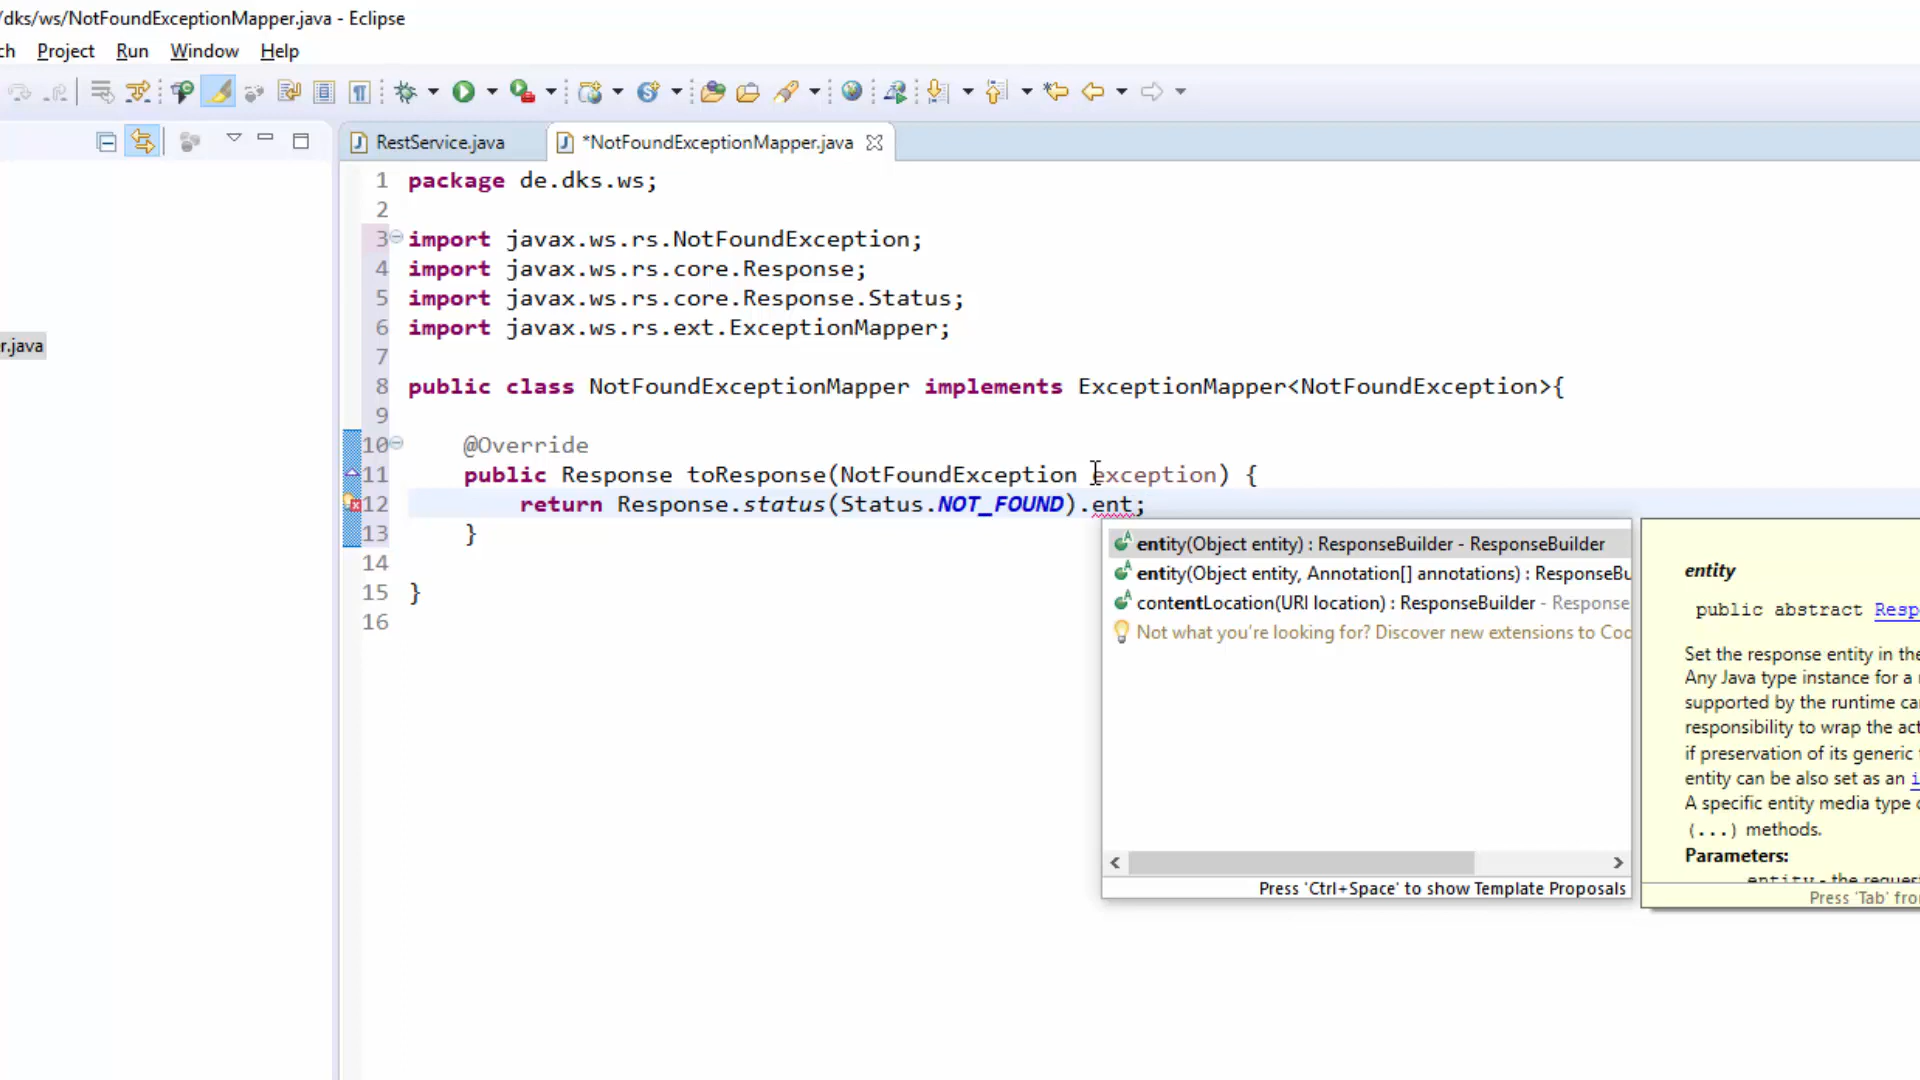 /dks/ws/NotFoundExceptionMapper.java - Eclipse
ch Project Run Window Help
RestService.java *NotFoundExceptionMapper.java
r.java
1 package de.dks.ws;
2
3 import javax.ws.rs.NotFoundException;
4 import javax.ws.rs.core.Response;
5 import javax.ws.rs.core.Response.Status;
6 import javax.ws.rs.ext.ExceptionMapper;
7
8 public class NotFoundExceptionMapper implements ExceptionMapper<NotFoundException>{
9
10 @Override
11 public Response toResponse(NotFoundException exception) {
12 return Response.status(Status.NOT_FOUND).ent;
13 }
14
15 }
16
entity(Object entity) : ResponseBuilder - ResponseBuilder
entity(Object entity, Annotation[] annotations) : ResponseBu
contentLocation(URI location) : ResponseBuilder - Response
Not what you're looking for? Discover new extensions to Coc
Press 'Ctrl+Space' to show Template Proposals
entity
public abstract Resp
Set the response entity in the
Any Java type instance for a
supported by the runtime ca
responsibility to wrap the act
if preservation of its generic
entity can be also set as an i
A specific entity media type
(...) methods.
Parameters:
entity - the reque
Press 'Tab' fro